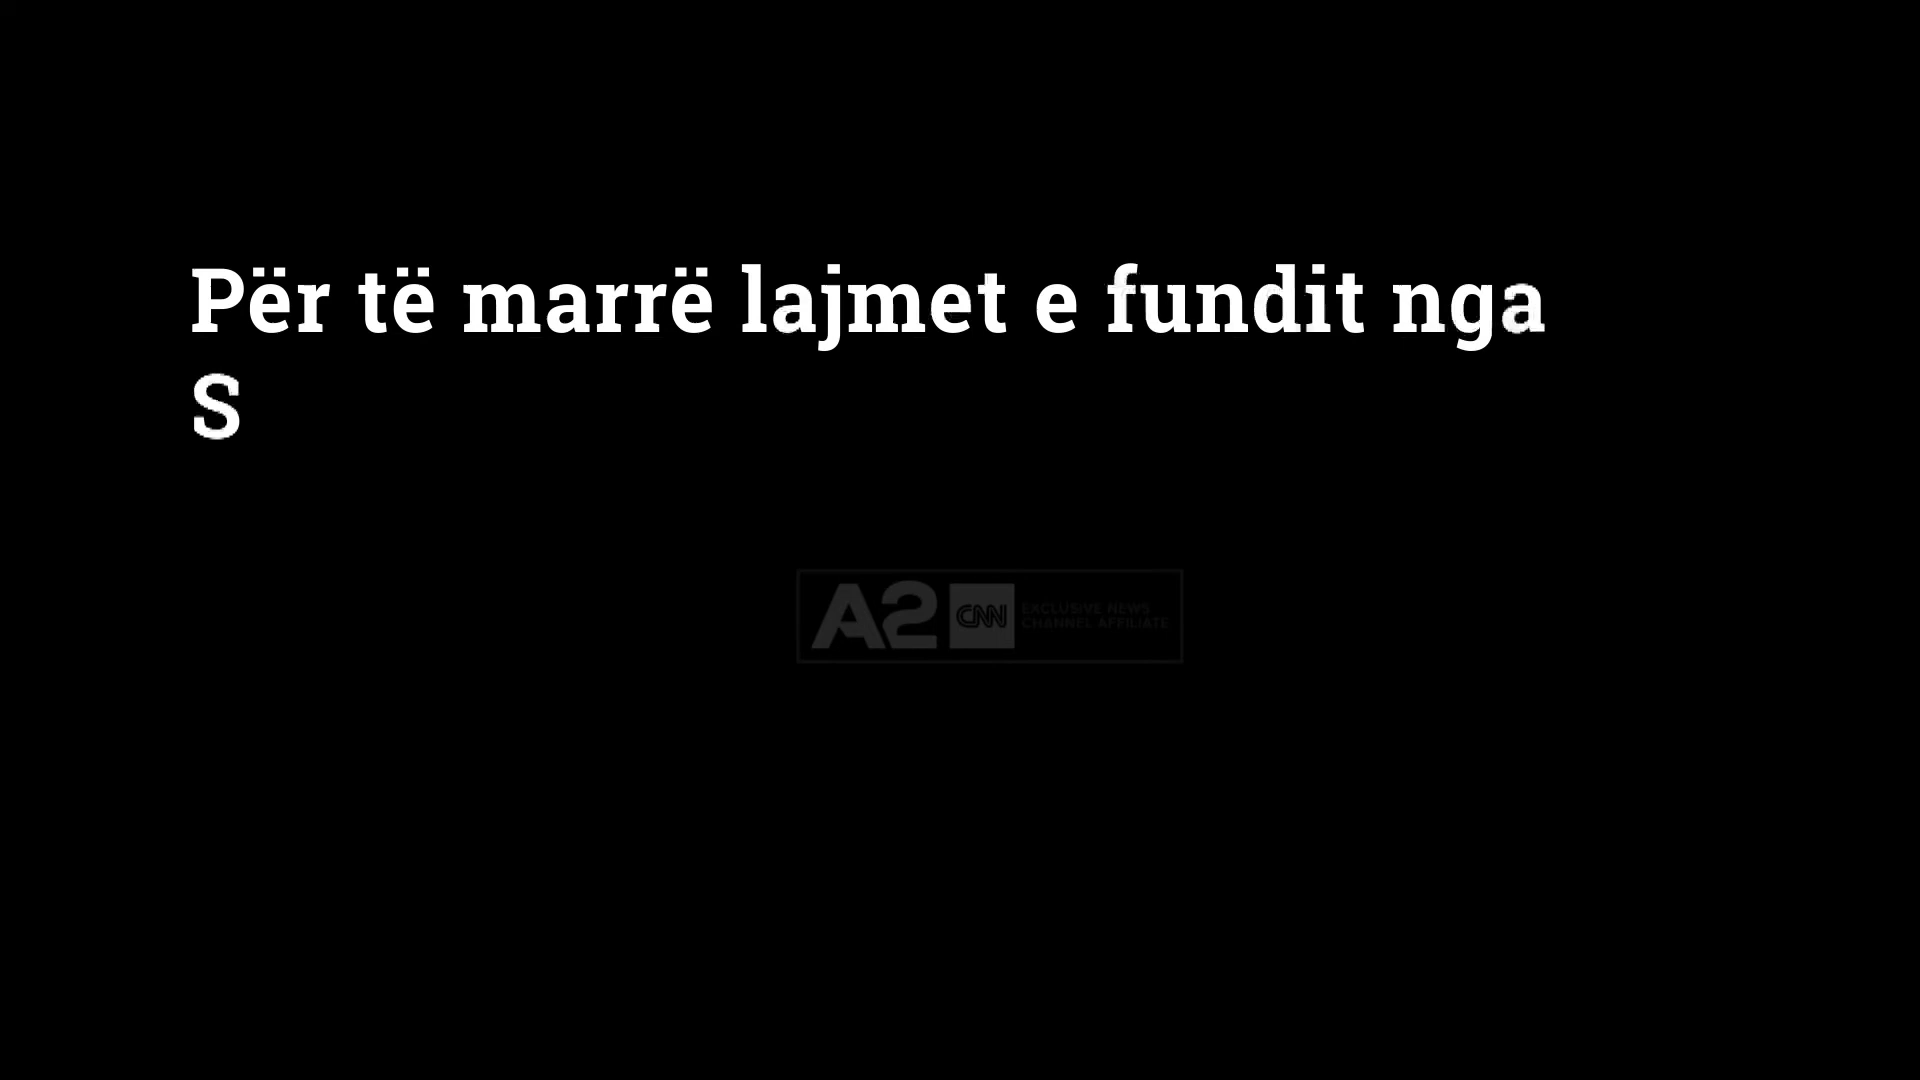 Për të marrë lajmet e fundit nga
S
A2 CNN EXCLUSIVE NEWS
CHANNEL AFFILIATE